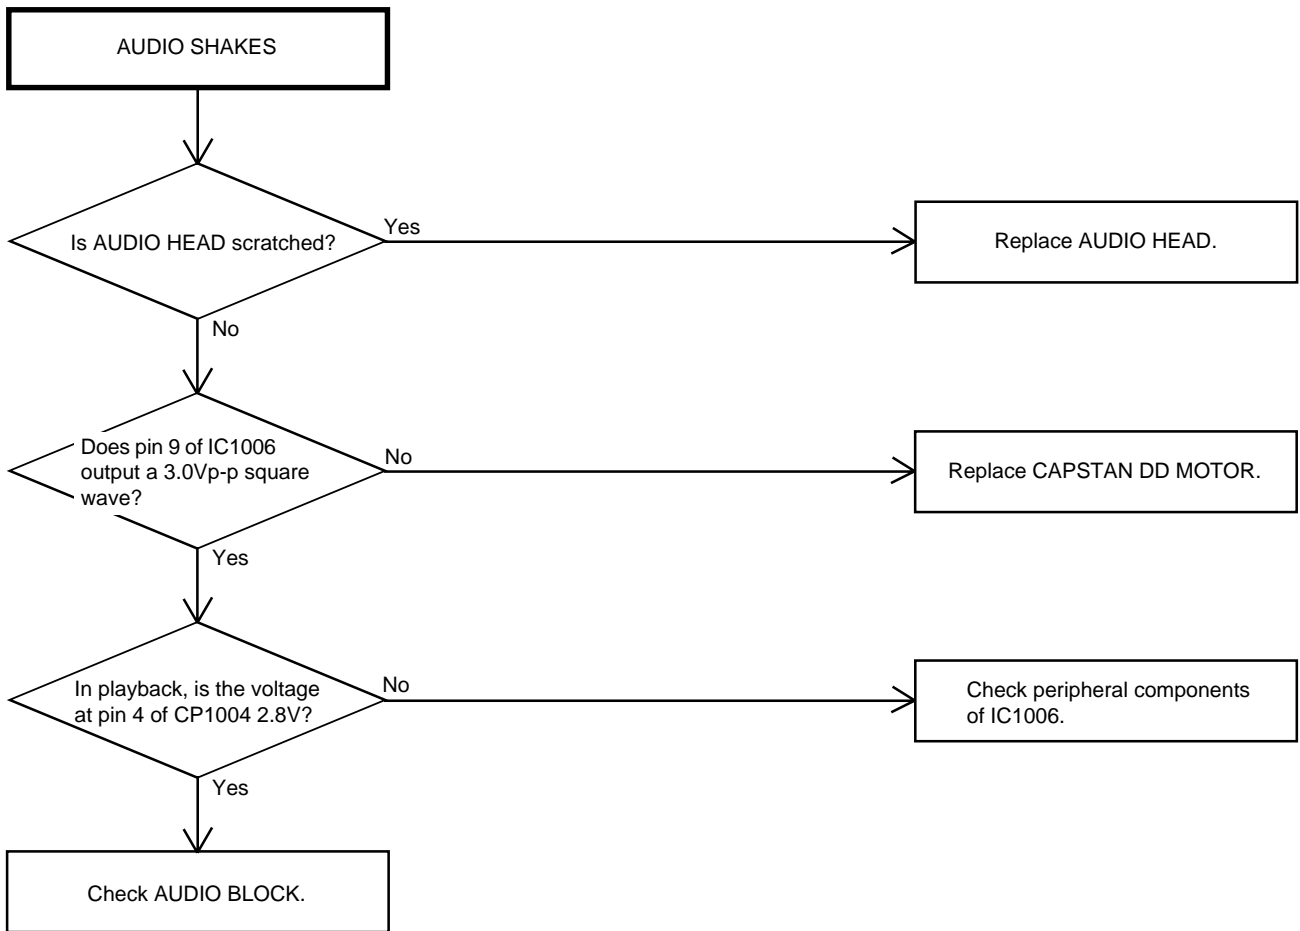 AUDIO SHAKES
Is AUDIO HEAD scratched?
Yes
Replace AUDIO HEAD.
No
Does pin 9 of IC1006
output a 3.0Vp-p square
wave?
No
Replace CAPSTAN DD MOTOR.
Yes
In playback, is the voltage
at pin 4 of CP1004 2.8V?
No
Check peripheral components
of IC1006.
Yes
Check AUDIO BLOCK.